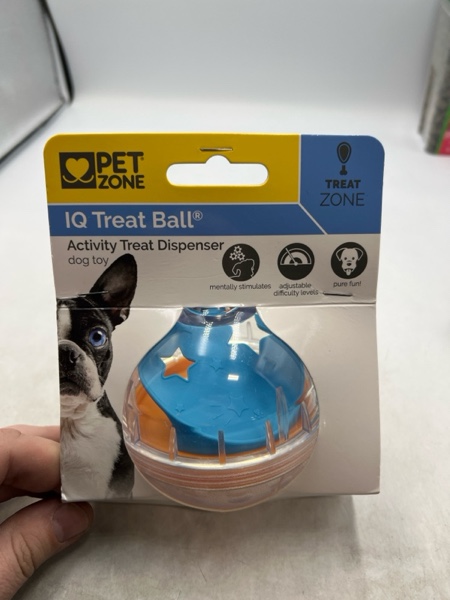 PET
ZONE®
TREAT
ZONE
IQ Treat Ball®
Activity Treat Dispenser
dog toy
mentally stimulates
adjustable
difficulty levels
pure fun!